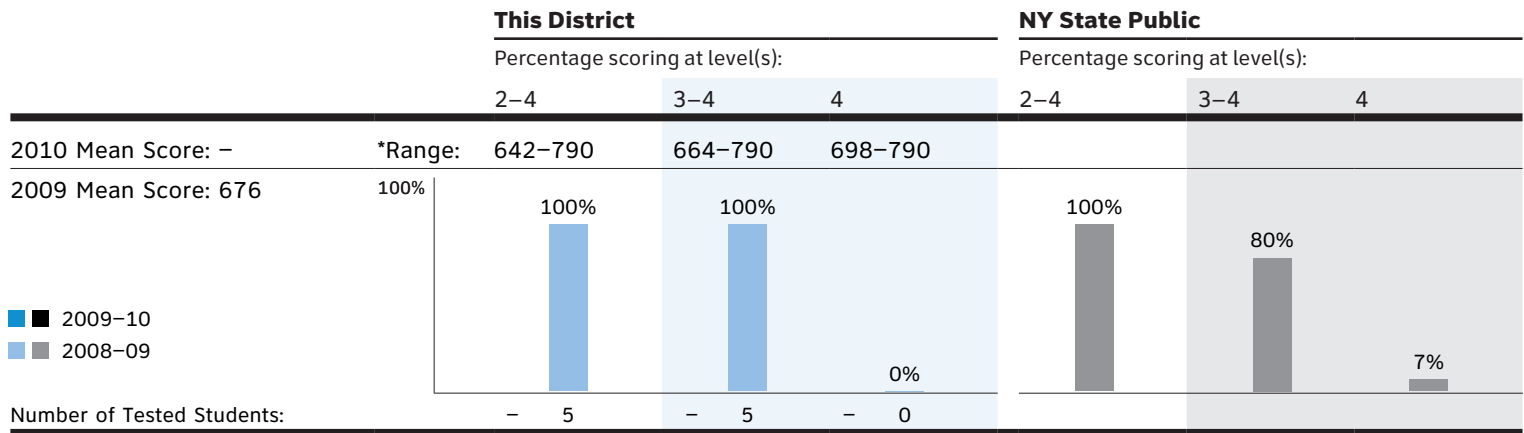 This District NY State Public
Percentage scoring at level(s): Percentage scoring at level(s):
2–4 3–4 4 2–4 3–4 4
2010 Mean Score: – *Range: 642–790 664–790 698–790
2009 Mean Score: 676 100%
100% 100% 100%
80%
2009–10
2008–09
7%
0%
Number of Tested Students: – 5 – 5 – 0